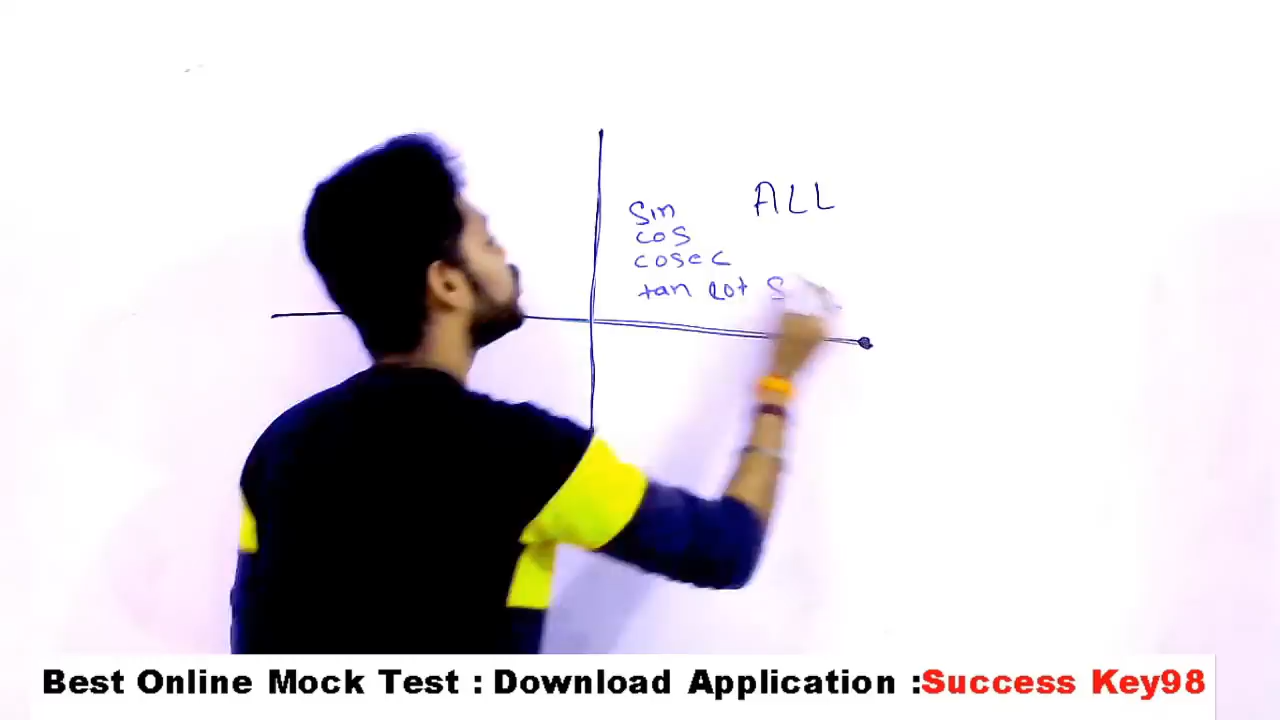 ALL
sin
cos
cosec
tan cot
Best Online Mock Test : Download Application :Success Key98